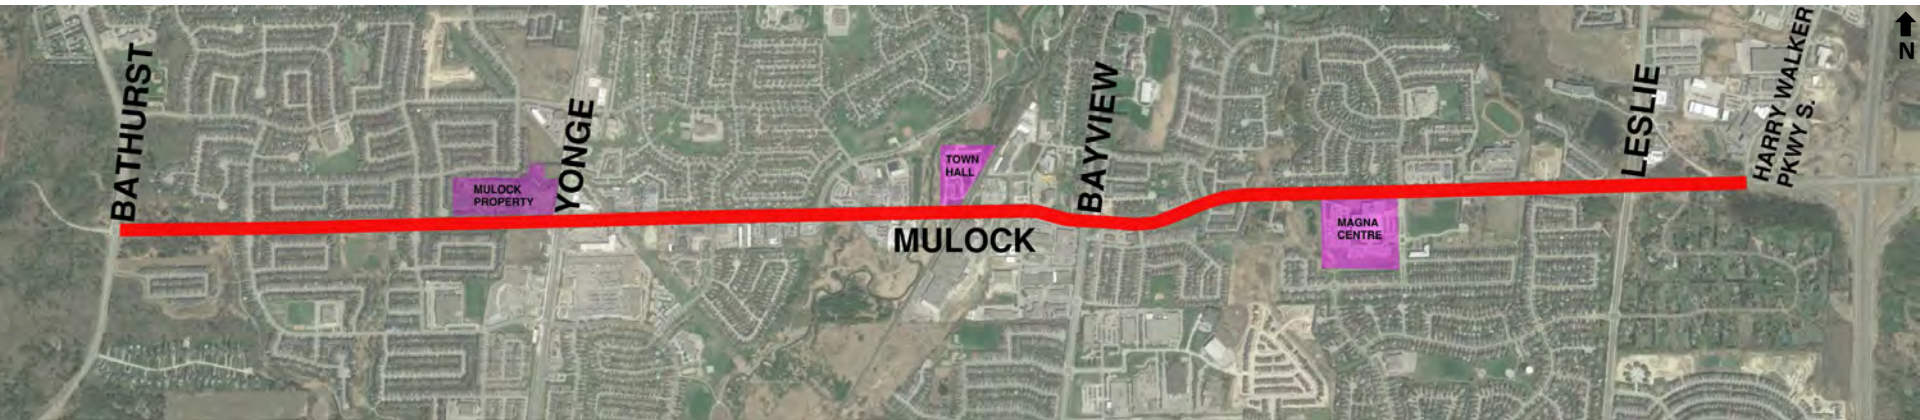 BATHURST
MULOCK
PROPERTY
YONGE
TOWN
HALL
MULOCK
BAYVIEW
MAGNA
CENTRE
LESLIE
HARRY WALKER
PKWY S.
N